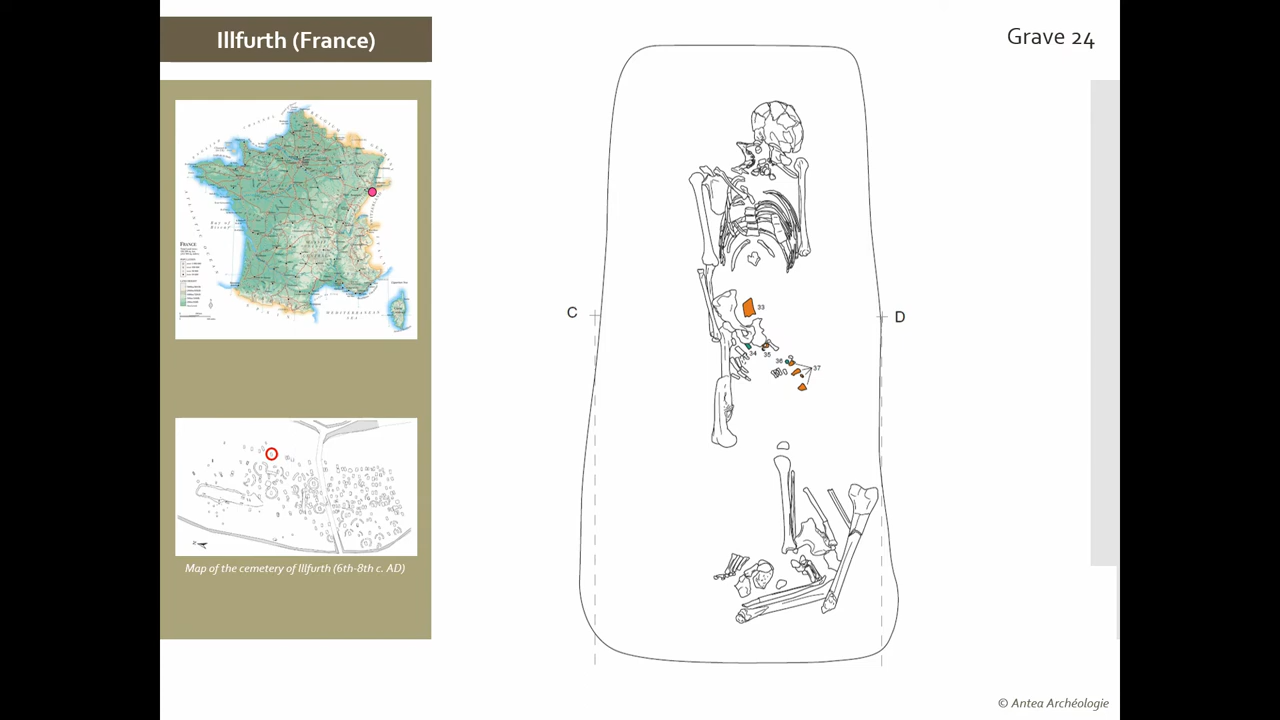 Illfurth (France)
Grave 24
FRANCE
C
D
33
34
35
36
37
Map of the cemetery of Illfurth (6th-8th c. AD)
© Antea Archéologie